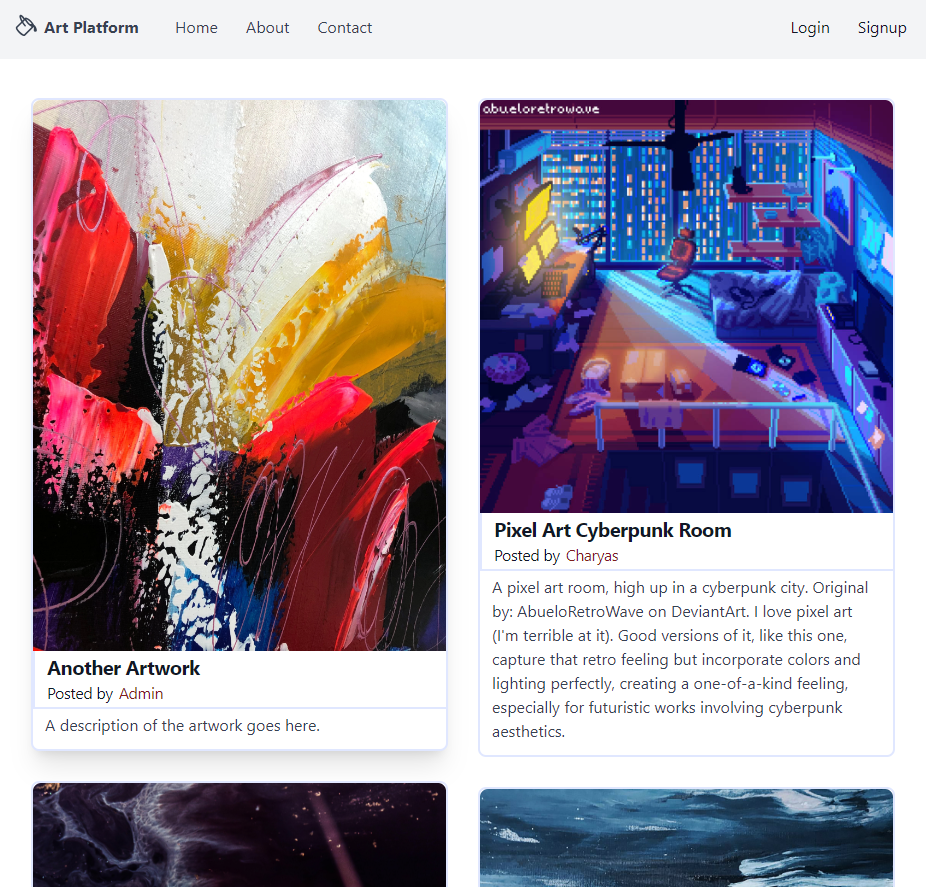 Art Platform Home About Contact Login Signup
Another Artwork
Posted by Admin
A description of the artwork goes here.
abueloretrowave
Pixel Art Cyberpunk Room
Posted by Charyas
A pixel art room, high up in a cyberpunk city. Original
by: AbueloRetroWave on DeviantArt. I love pixel art
(I'm terrible at it). Good versions of it, like this one,
capture that retro feeling but incorporate colors and
lighting perfectly, creating a one-of-a-kind feeling,
especially for futuristic works involving cyberpunk
aesthetics.